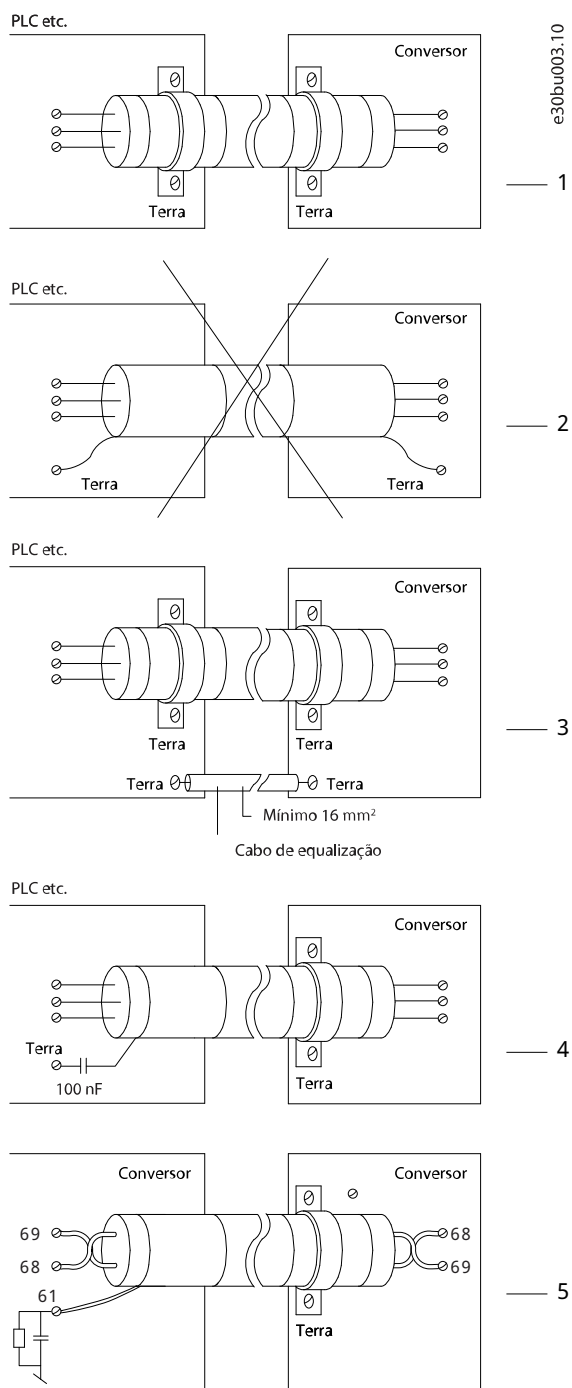 PLC etc.
Conversor
e30bu003.10
Terra
Terra
1
PLC etc.
Conversor
Terra
Terra
2
PLC etc.
Conversor
Terra
Terra
3
Terra
Terra
Mínimo 16 mm²
Cabo de equalização
PLC etc.
Conversor
Terra
100 nF
Terra
4
Conversor
Conversor
69
68
68
69
61
Terra
5